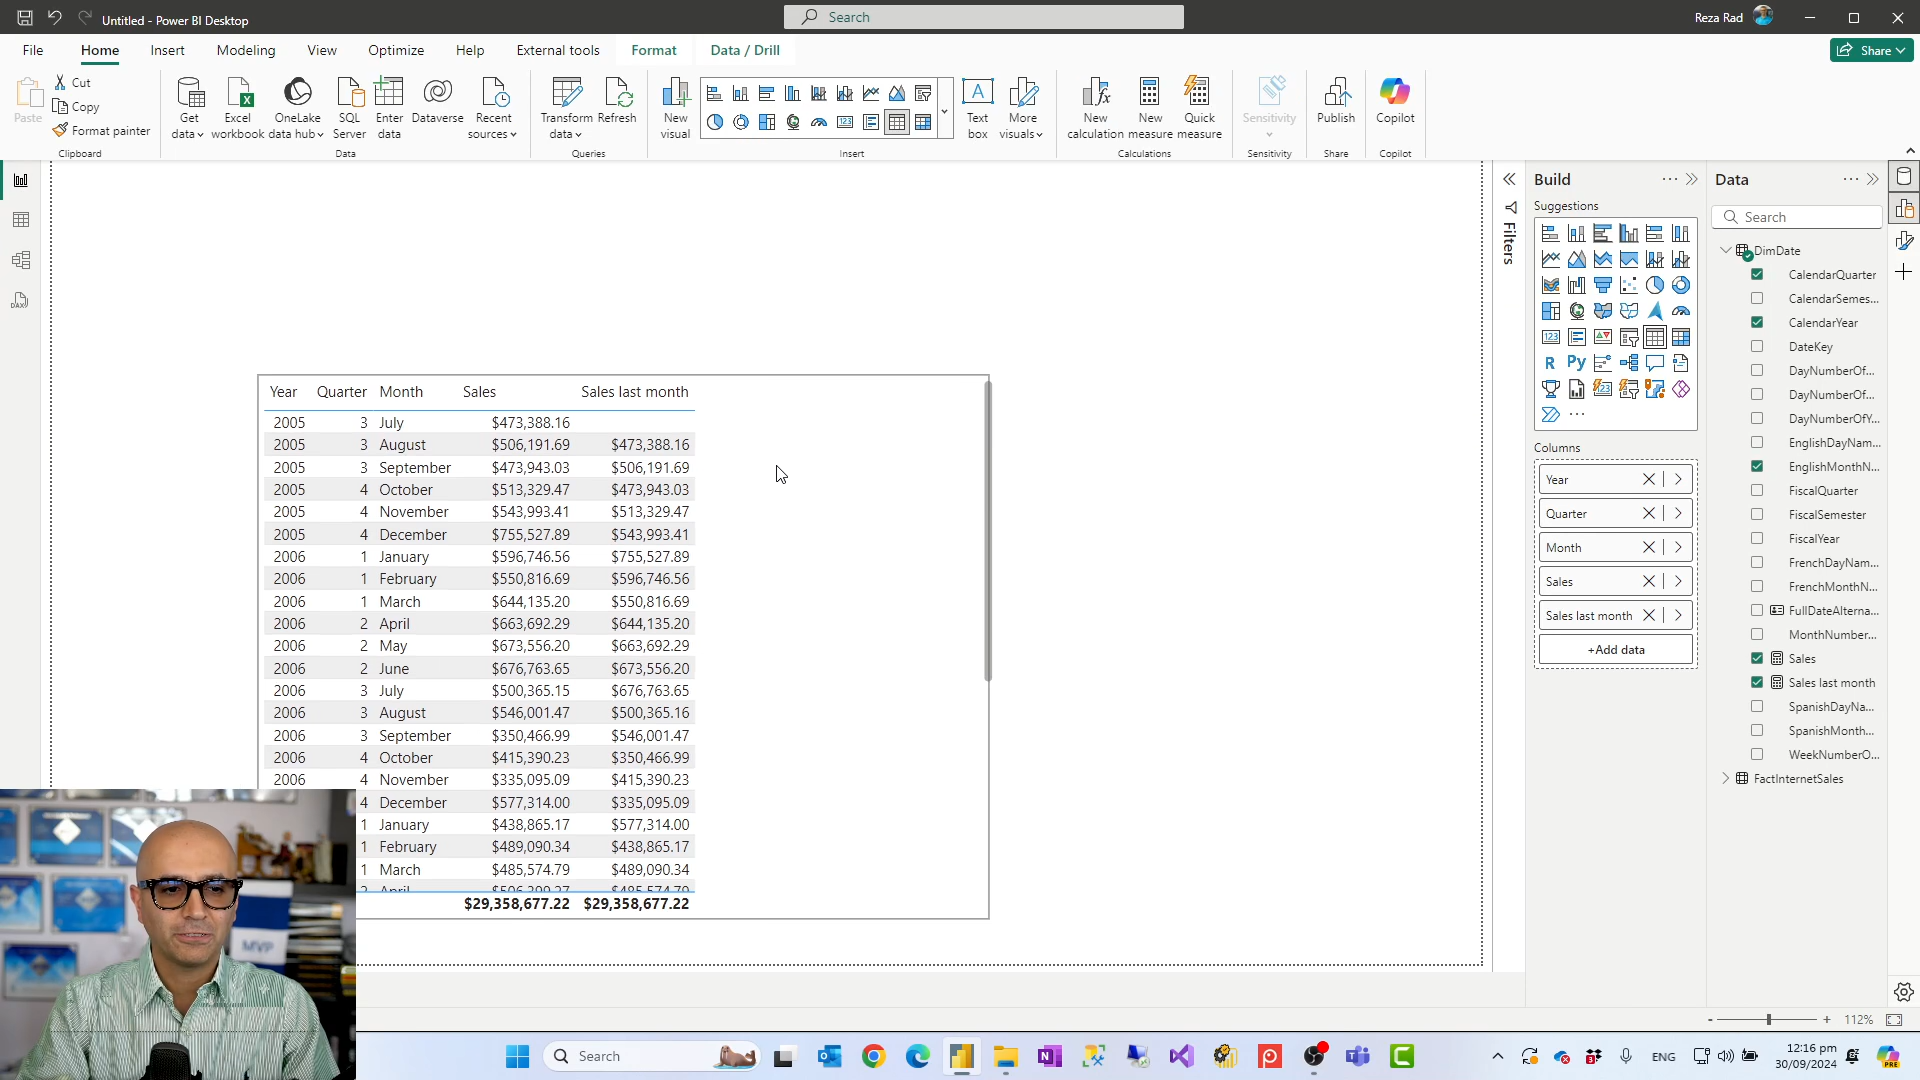 Untitled - Power BI Desktop
Search
Reza Rad
File Home Insert Modeling View Optimize Help External tools Format Data / Drill
Share
Paste
Cut
Copy
Format painter
Clipboard
Get data
Excel workbook
OneLake data hub
SQL Server
Enter data
Dataverse
Recent sources
Data
Transform data
Refresh
Queries
New visual
Text box
More visuals
Insert
New calculation
New measure
Quick measure
Calculations
Sensitivity
Sensitivity
Publish
Share
Copilot
Copilot
Filters
Build
Suggestions
R Py
Columns
Year
Quarter
Month
Sales
Sales last month
+Add data
Data
Search
DimDate
CalendarQuarter
CalendarSemes...
CalendarYear
DateKey
DayNumberOf...
DayNumberOf...
DayNumberOfY...
EnglishDayNam...
EnglishMonthN...
FiscalQuarter
FiscalSemester
FiscalYear
FrenchDayNam...
FrenchMonthN...
FullDateAlterna...
MonthNumber...
Sales
Sales last month
SpanishDayNa...
SpanishMonth...
WeekNumberO...
FactInternetSales
Year Quarter Month Sales Sales last month
2005 3 July $473,388.16
2005 3 August $506,191.69 $473,388.16
2005 3 September $473,943.03 $506,191.69
2005 4 October $513,329.47 $473,943.03
2005 4 November $543,993.41 $513,329.47
2005 4 December $755,527.89 $543,993.41
2006 1 January $596,746.56 $755,527.89
2006 1 February $550,816.69 $596,746.56
2006 1 March $644,135.20 $550,816.69
2006 2 April $663,692.29 $644,135.20
2006 2 May $673,556.20 $663,692.29
2006 2 June $676,763.65 $673,556.20
2006 3 July $500,365.15 $676,763.65
2006 3 August $546,001.47 $500,365.16
2006 3 September $350,466.99 $546,001.47
2006 4 October $415,390.23 $350,466.99
2006 4 November $335,095.09 $415,390.23
4 December $577,314.00 $335,095.09
1 January $438,865.17 $577,314.00
1 February $489,090.34 $438,865.17
1 March $485,574.79 $489,090.34
2 April $485,574.79
$29,358,677.22 $29,358,677.22
MVP
112%
Search
ENG
12:16 pm
30/09/2024
PRE